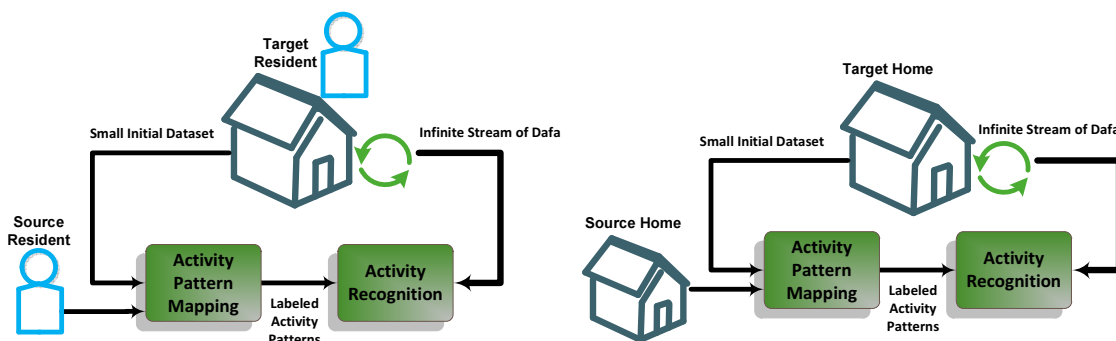 Target
Resident
Small Initial Dataset
Infinite Stream of Dafa
Source
Resident
Activity
Pattern
Mapping
Activity
Recognition
Labeled
Activity
Patterns
Target Home
Small Initial Dataset
Infinite Stream of Dafa
Source Home
Activity
Pattern
Mapping
Activity
Recognition
Labeled
Activity
Patterns